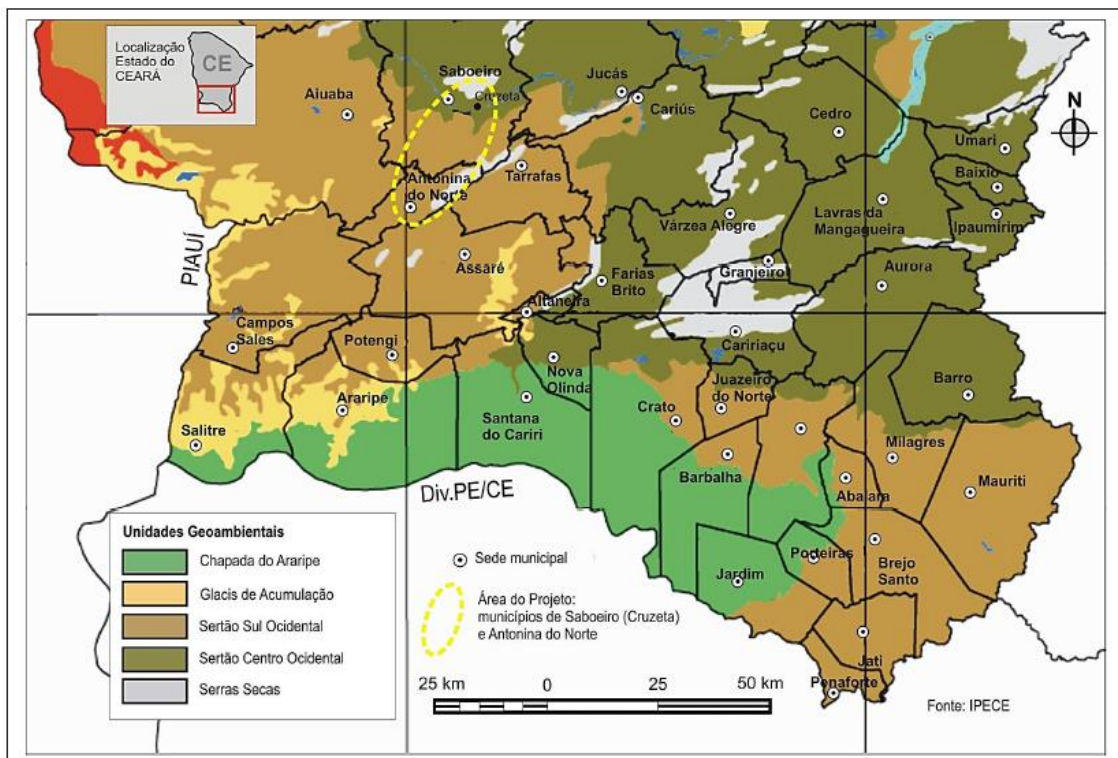 Localização
Estado do
CEARÁ
CE
Saboeiro
Cruzeta
Jucás
Cariús
Aiuaba
Cedro
N
Umari
Baixio
Antonina
do Norte
Tarrafas
Lavras da
Mangagueira
Ipaumirim
Várzea Alegre
PIAUÍ
Assaré
Farias
Brito
Granjeiro
Aurora
Altaneira
Campos
Sales
Potengi
Caririaçu
Nova
Olinda
Juazeiro
do Norte
Barro
Araripe
Santana
do Cariri
Crato
Salitre
Milagres
Barbalha
Abaiara
Mauriti
Div.PE/CE
Porteiras
Brejo
Santo
Jardim
Jati
Penaforte
Unidades Geoambientais
Chapada do Araripe
Glacis de Acumulação
Sertão Sul Ocidental
Sertão Centro Ocidental
Serras Secas
Sede municipal
Área do Projeto:
municípios de Saboeiro (Cruzeta)
e Antonina do Norte
25 km
0
25
50 km
Fonte: IPECE